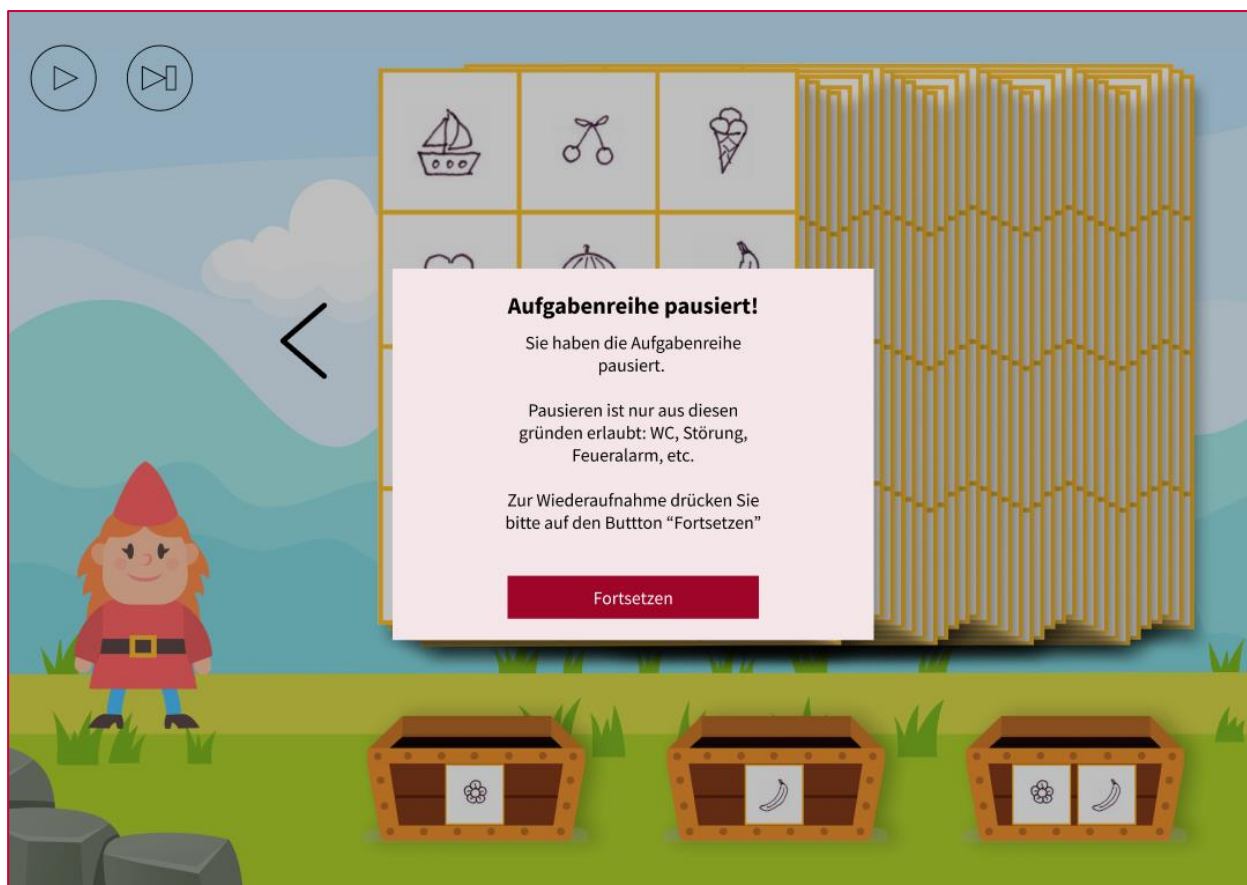 Aufgabenreihe pausiert!
Sie haben die Aufgabenreihe
pausiert.
Pausieren ist nur aus diesen
gründen erlaubt: WC, Störung,
Feueralarm, etc.
Zur Wiederaufnahme drücken Sie
bitte auf den Buttton “Fortsetzen”
Fortsetzen